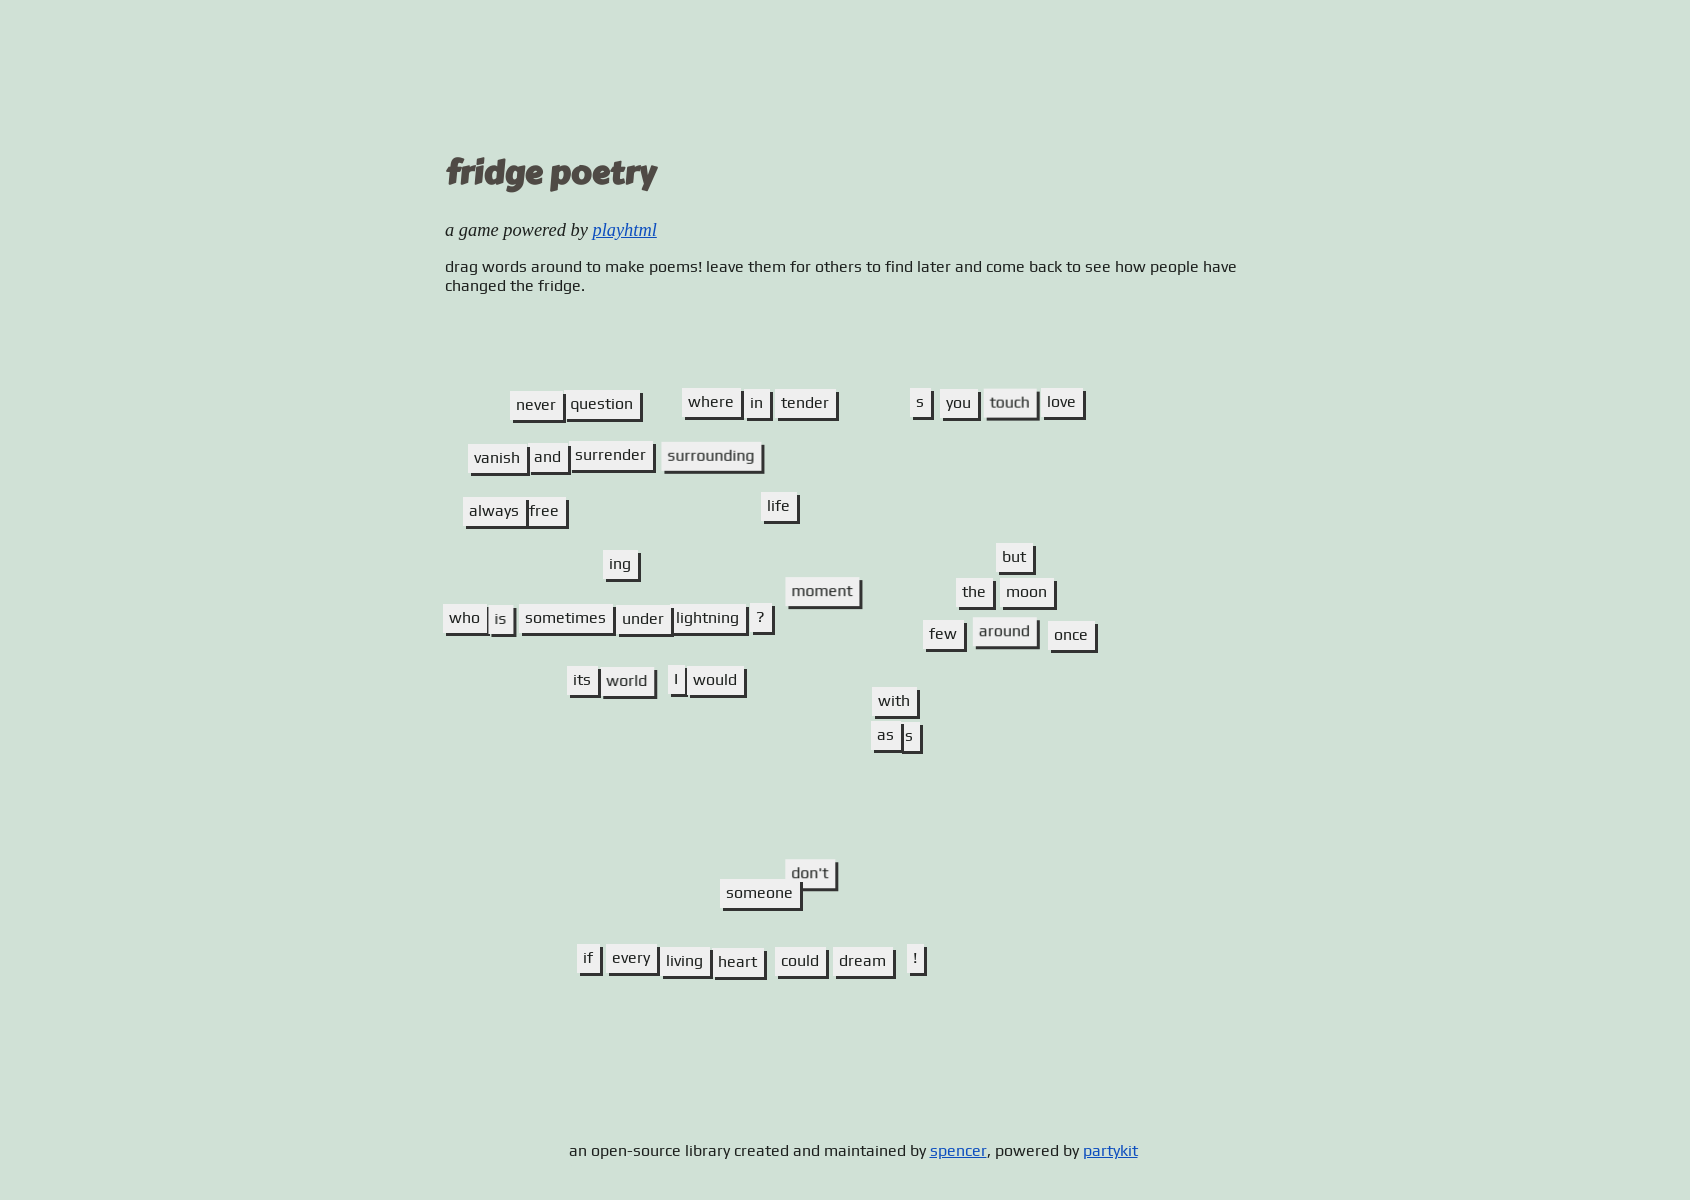 fridge poetry
a game powered by playhtml
drag words around to make poems! leave them for others to find later and come back to see how people have
changed the fridge.
never question where in tender s you touch love
vanish and surrender surrounding
always free life
ing but
moment the moon
who is sometimes under lightning ?
few around once
its world I would
with
as s
don't
someone
if every living heart could dream !
an open-source library created and maintained by spencer, powered by partykit